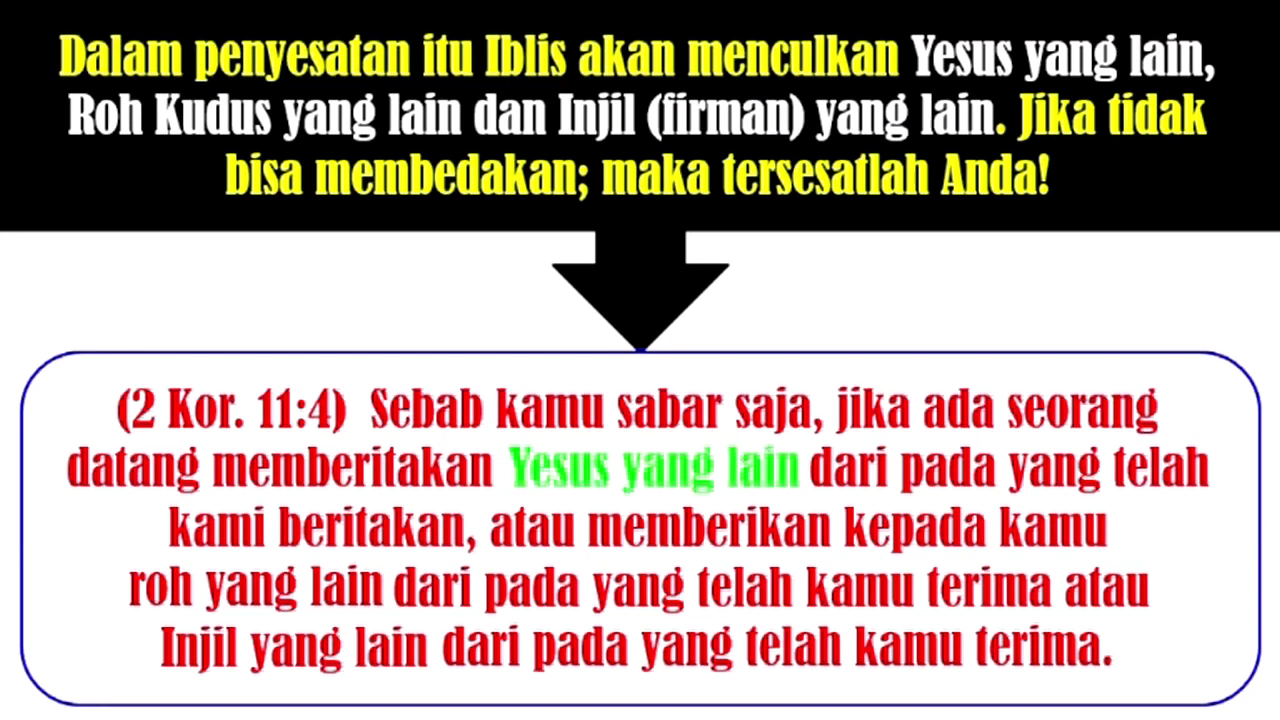 Dalam penyesatan itu Iblis akan menculkan Yesus yang lain,
Roh Kudus yang lain dan Injil (firman) yang lain. Jika tidak
bisa membedakan; maka tersesatlah Anda!
(2 Kor. 11:4) Sebab kamu sabar saja, jika ada seorang
datang memberitakan Yesus yang lain dari pada yang telah
kami beritakan, atau memberikan kepada kamu
roh yang lain dari pada yang telah kamu terima atau
Injil yang lain dari pada yang telah kamu terima.